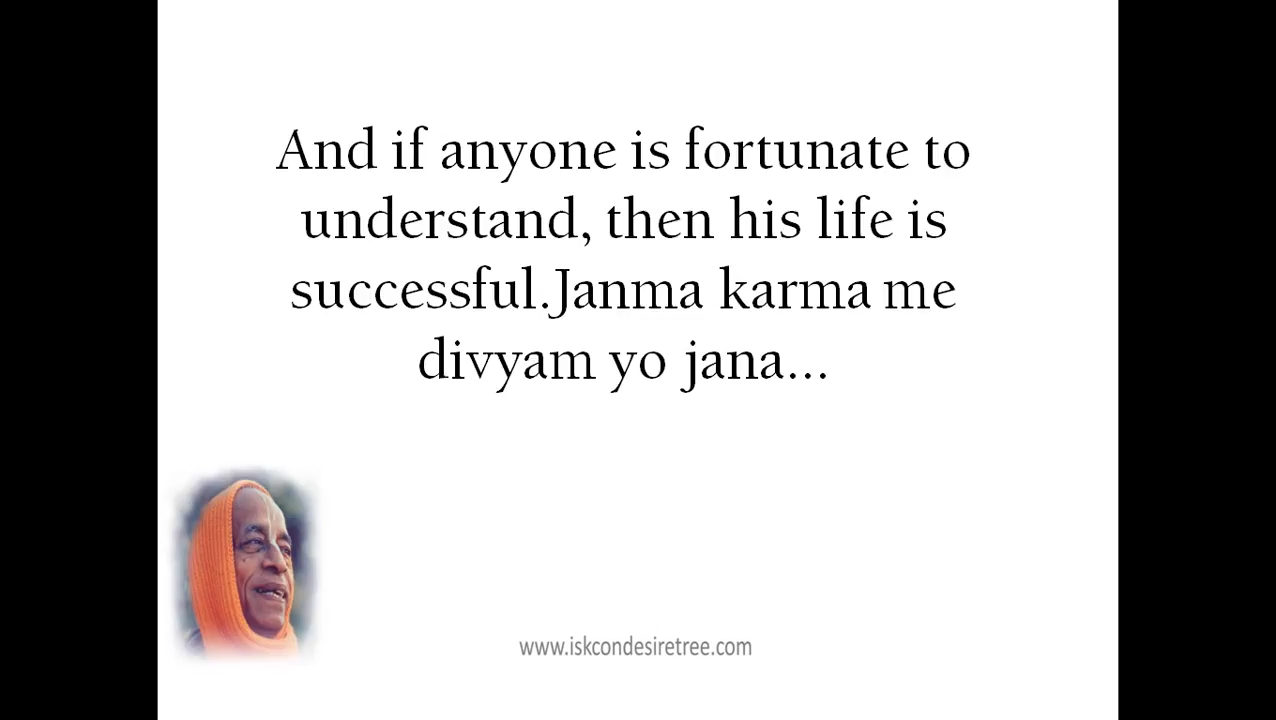 And if anyone is fortunate to
understand, then his life is
successful.Janma karma me
divyam yo jana...
www.iskcondesiretree.com